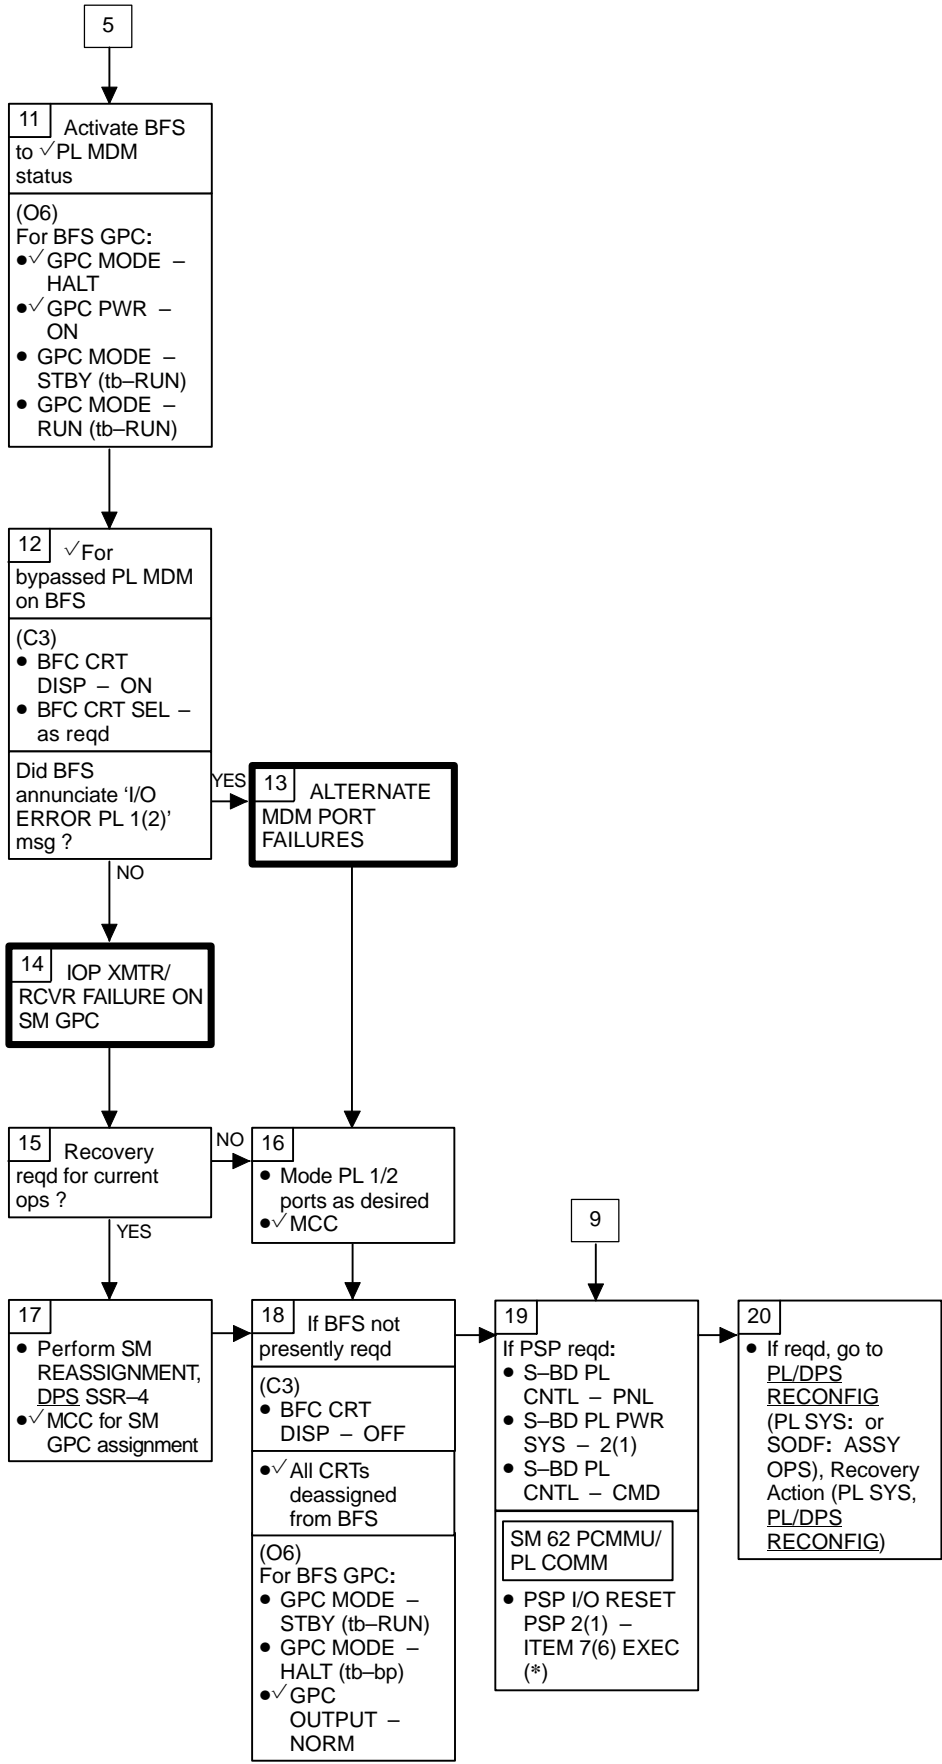 5
11 Activate BFS
to √PL MDM
status
(O6)
For BFS GPC:
●√GPC MODE –
HALT
●√GPC PWR –
ON
● GPC MODE –
STBY (tb–RUN)
● GPC MODE –
RUN (tb–RUN)
12 √For
bypassed PL MDM
on BFS
(C3)
● BFC CRT
DISP – ON
● BFC CRT SEL –
as reqd
Did BFS
annunciate ‘I/O
ERROR PL 1(2)’
msg ?
YES
NO
13 ALTERNATE
MDM PORT
FAILURES
14 IOP XMTR/
RCVR FAILURE ON
SM GPC
15 Recovery
reqd for current
ops ?
NO
YES
16
● Mode PL 1/2
ports as desired
●√MCC
17
● Perform SM
REASSIGNMENT,
DPS SSR–4
●√MCC for SM
GPC assignment
18 If BFS not
presently reqd
(C3)
● BFC CRT
DISP – OFF
●√All CRTs
deassigned
from BFS
(O6)
For BFS GPC:
● GPC MODE –
STBY (tb–RUN)
● GPC MODE –
HALT (tb–bp)
●√GPC
OUTPUT –
NORM
9
19
If PSP reqd:
● S–BD PL
CNTL – PNL
● S–BD PL PWR
SYS – 2(1)
● S–BD PL
CNTL – CMD
SM 62 PCMMU/
PL COMM
● PSP I/O RESET
PSP 2(1) –
ITEM 7(6) EXEC
(*)
20
● If reqd, go to
PL/DPS
RECONFIG
(PL SYS: or
SODF: ASSY
OPS), Recovery
Action (PL SYS,
PL/DPS
RECONFIG)